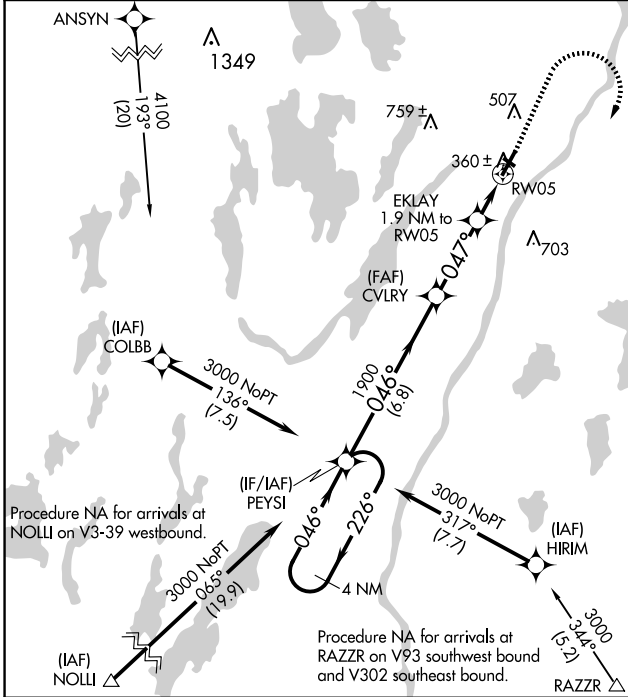 ANSYN
1349
4100
193°
(20)
759 ±
507
360 ±
RW05
EKLAY
1.9 NM to
RW05
703
047°
(FAF)
CVLRY
(IAF)
COLBB
3000 NoPT
136°
(7.5)
1900
046°
(6.8)
(IF/IAF)
PEYSI
Procedure NA for arrivals at
NOLLI on V3-39 westbound.
046°
226°
3000 NoPT
317°
(7.7)
(IAF)
HIRIM
3000 NoPT
065°
(19.9)
4 NM
Procedure NA for arrivals at
RAZZR on V93 southwest bound
and V302 southeast bound.
3000
344°
(5.2)
(IAF)
NOLLI
RAZZR